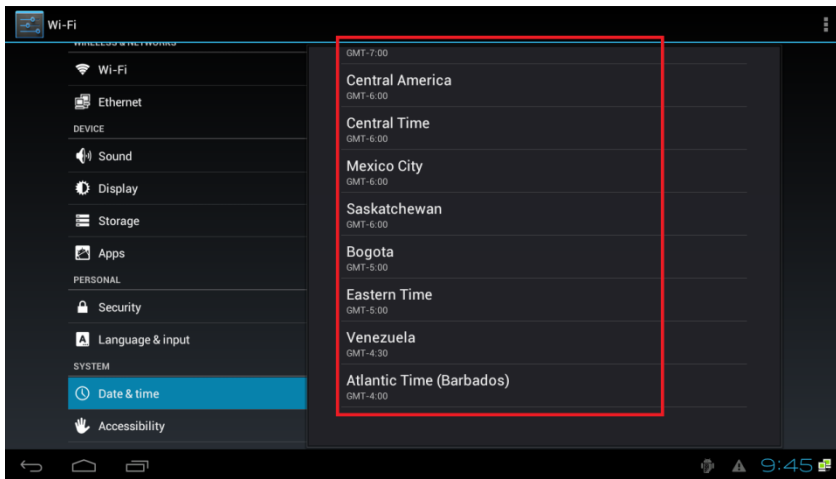 Wi-Fi
WIRELESS & NETWORKS
Wi-Fi
Ethernet
DEVICE
Sound
Display
Storage
Apps
PERSONAL
Security
Language & input
SYSTEM
Date & time
Accessibility
GMT-7:00
Central America
GMT-6:00
Central Time
GMT-6:00
Mexico City
GMT-6:00
Saskatchewan
GMT-6:00
Bogota
GMT-5:00
Eastern Time
GMT-5:00
Venezuela
GMT-4:30
Atlantic Time (Barbados)
GMT-4:00
9:45